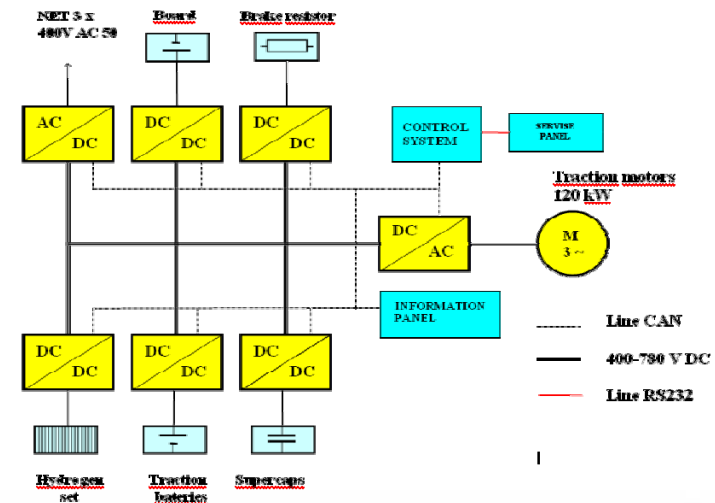 NET 3 x
400V AC 50
Board
Brake resistor
AC
DC
DC
DC
DC
DC
CONTROL
SYSTEM
SERVISE
PANEL
Traction motors
120 kW
DC
AC
M
3 ~
INFORMATION
PANEL
DC
DC
DC
DC
DC
DC
Line CAN
400-780 V DC
Line RS232
Hydrogen
set
Traction
bateries
Supercaps